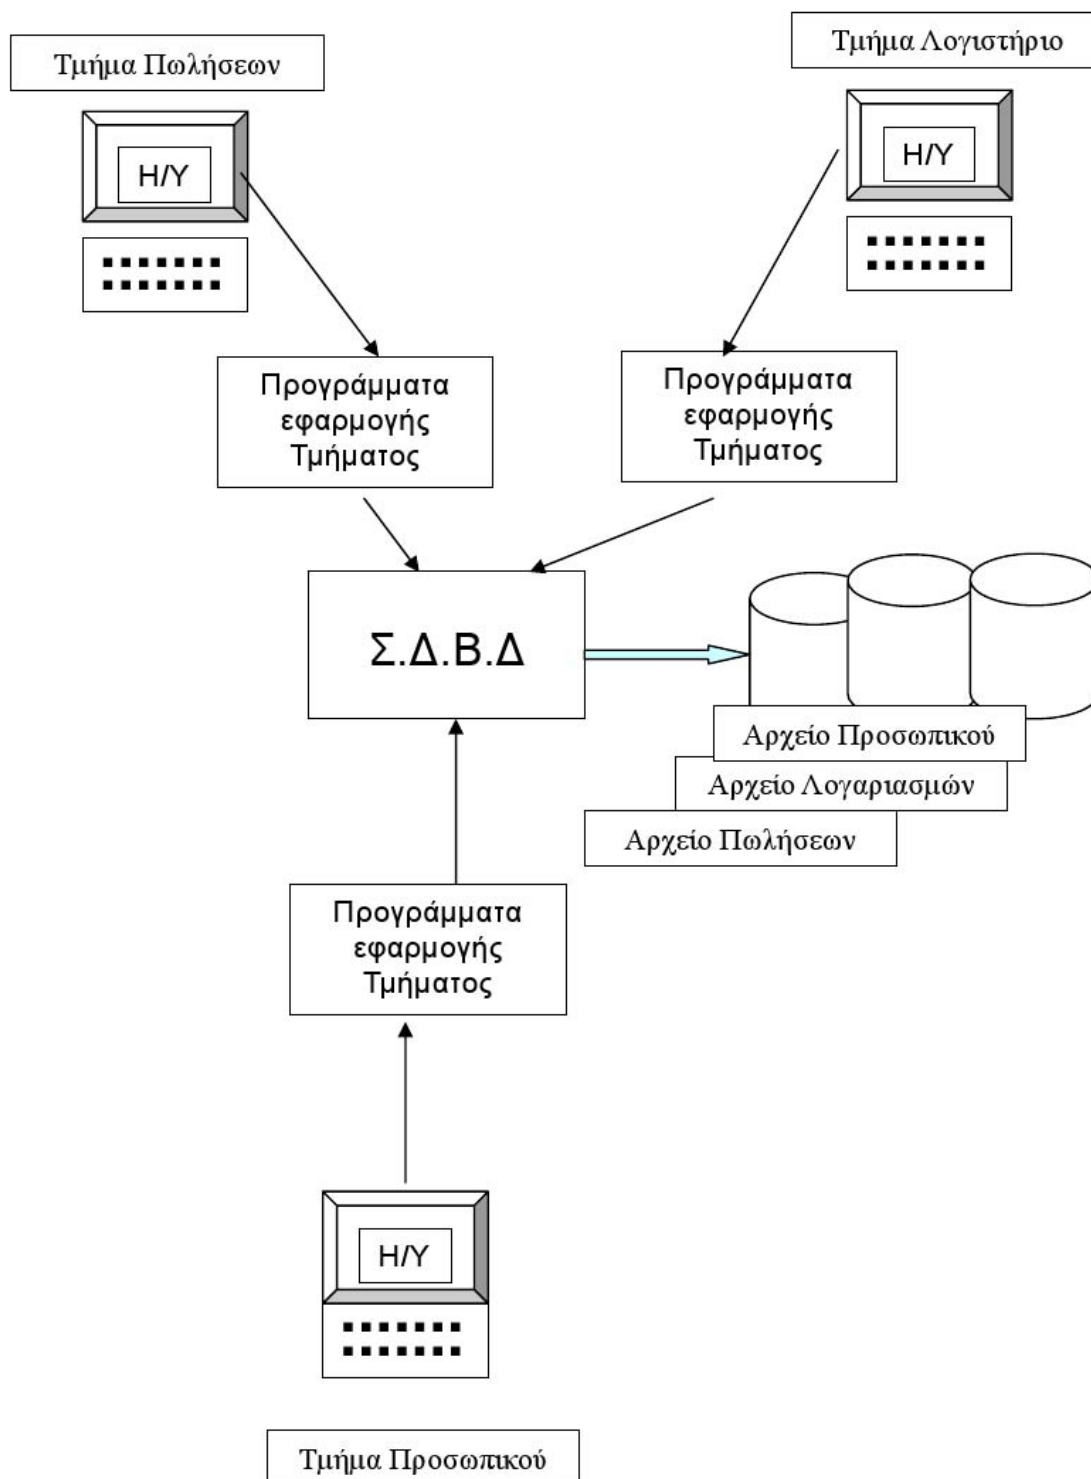 Τμήμα Πωλήσεων
Τμήμα Λογιστήριο
Η/Υ
Η/Υ
Προγράμματα
εφαρμογής
Τμήματος
Προγράμματα
εφαρμογής
Τμήματος
Σ.Δ.Β.Δ
Αρχείο Προσωπικού
Αρχείο Λογαριασμών
Αρχείο Πωλήσεων
Προγράμματα
εφαρμογής
Τμήματος
Η/Υ
Τμήμα Προσωπικού